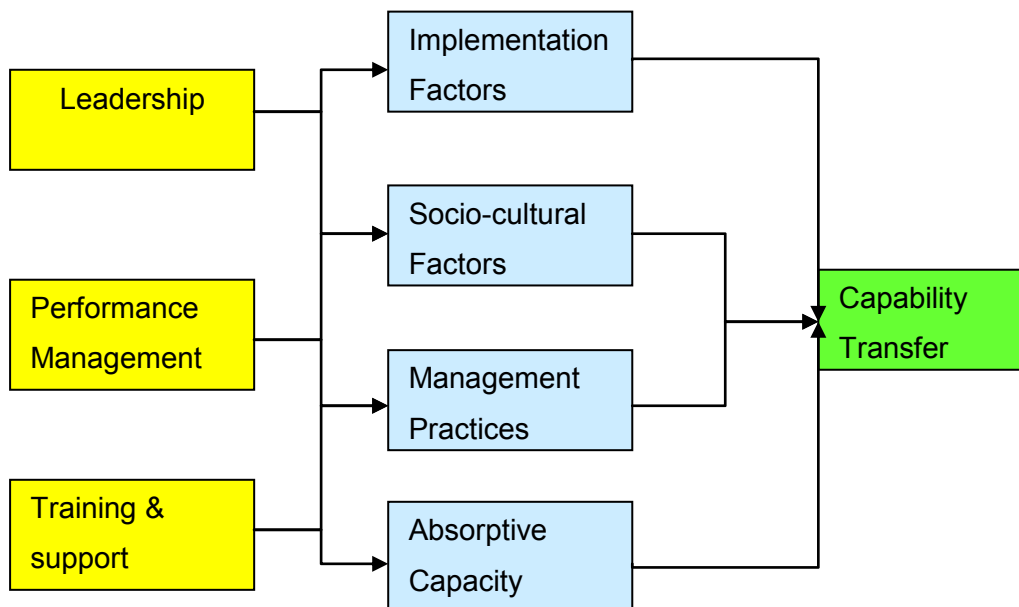 Leadership
Performance
Management
Training &
support
Implementation
Factors
Socio-cultural
Factors
Management
Practices
Absorptive
Capacity
Capability
Transfer